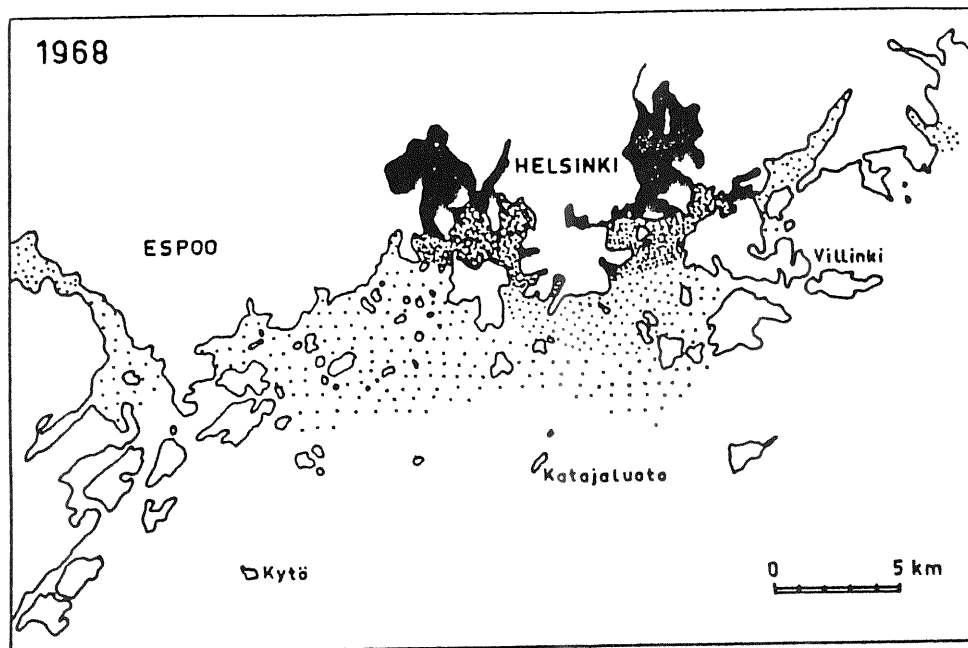 1968
HELSINKI
ESPOO
Villinki
Katajaluoto
Kytö
0 5 km